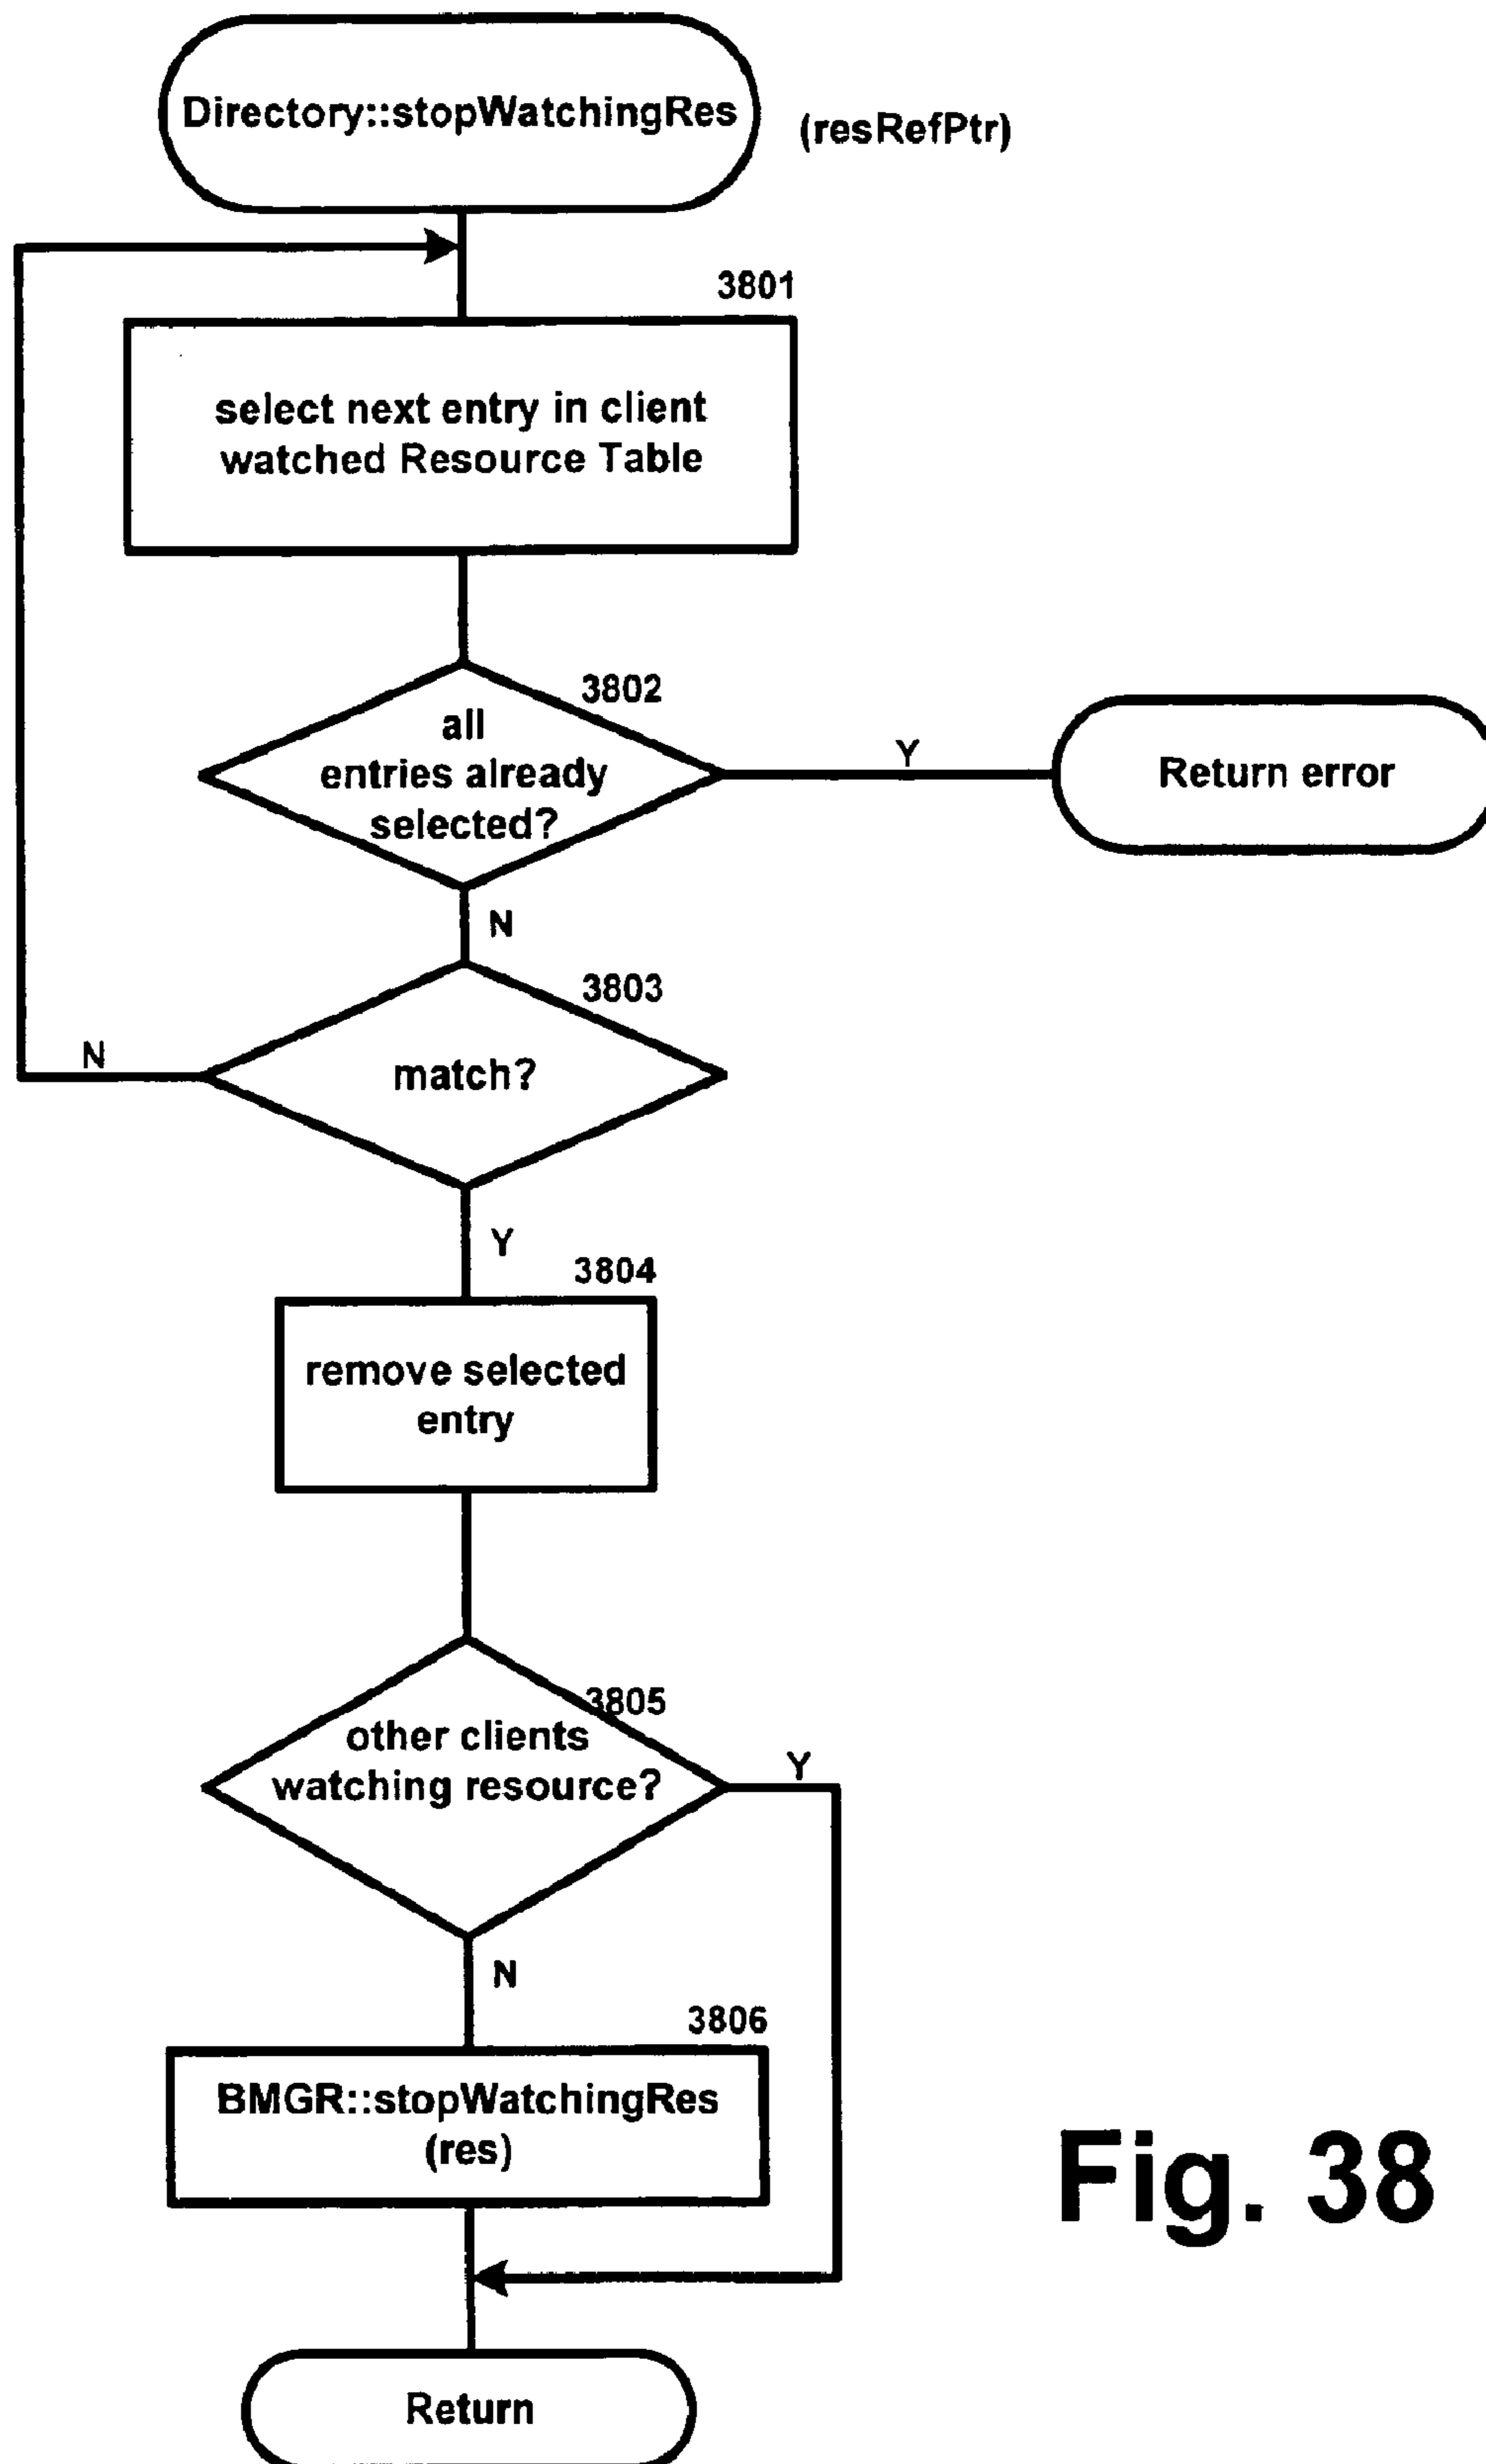 Directory::stopWatchingRes
(resRefPtr)
3801
select next entry in client
watched Resource Table
3802
all
entries already
selected?
Y
Return error
N
3803
match?
N
Y
3804
remove selected
entry
3805
other clients
watching resource?
Y
N
3806
BMGR::stopWatchingRes
(res)
Return
Fig. 38